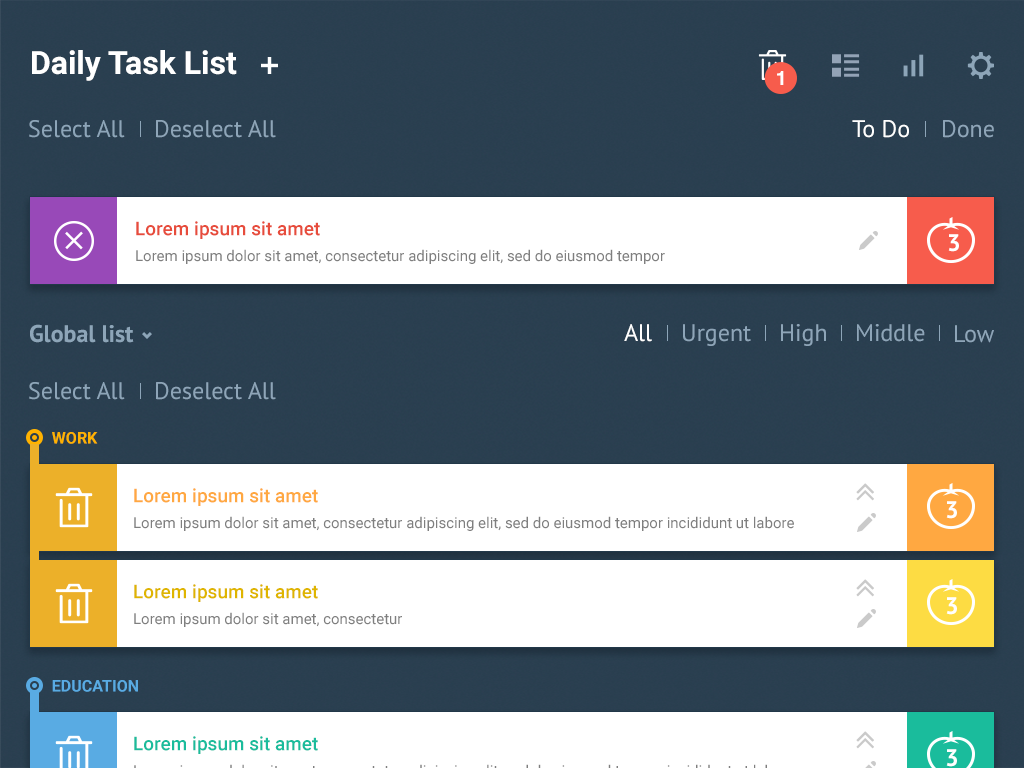 Daily Task List +
1
Select All | Deselect All
To Do | Done
Lorem ipsum sit amet
Lorem ipsum dolor sit amet, consectetur adipiscing elit, sed do eiusmod tempor
3
Global list
All | Urgent | High | Middle | Low
Select All | Deselect All
WORK
Lorem ipsum sit amet
Lorem ipsum dolor sit amet, consectetur adipiscing elit, sed do eiusmod tempor incididunt ut labore
3
Lorem ipsum sit amet
Lorem ipsum dolor sit amet, consectetur
3
EDUCATION
Lorem ipsum sit amet
3